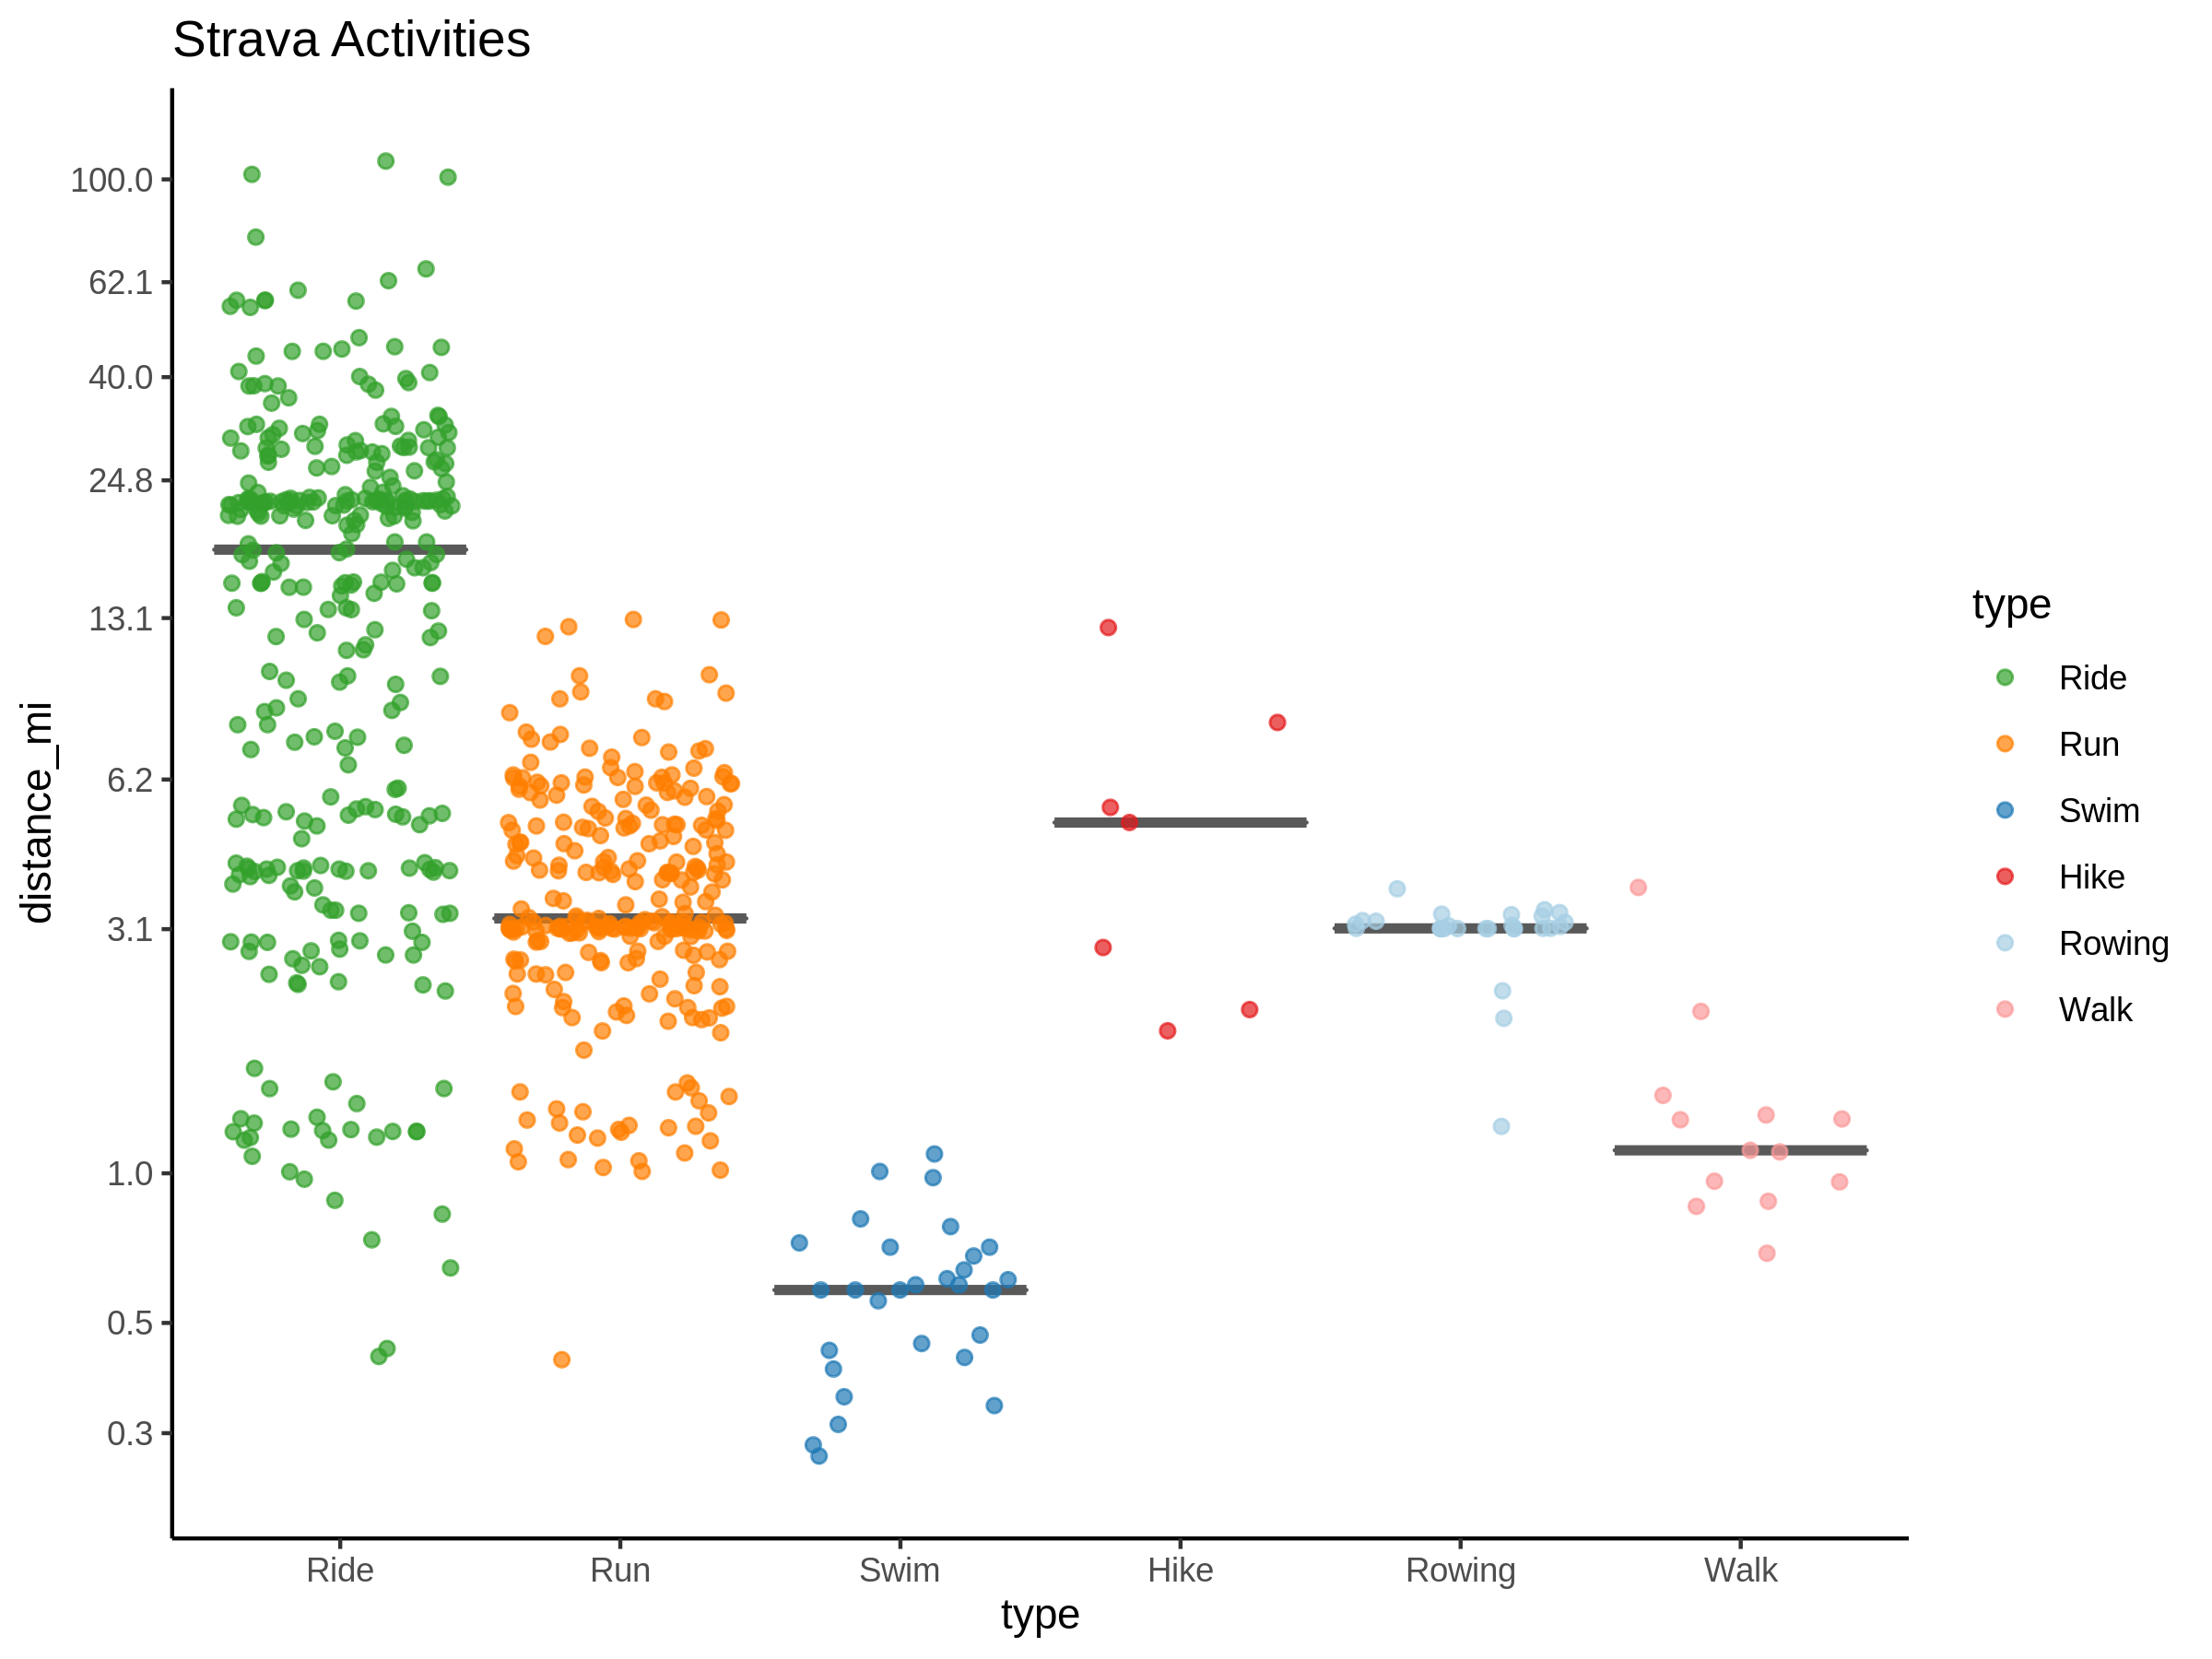 Strava Activities
distance_mi
100.0
62.1
40.0
24.8
13.1
6.2
3.1
1.0
0.5
0.3
Ride
Run
Swim
Hike
Rowing
Walk
type
type
Ride
Run
Swim
Hike
Rowing
Walk